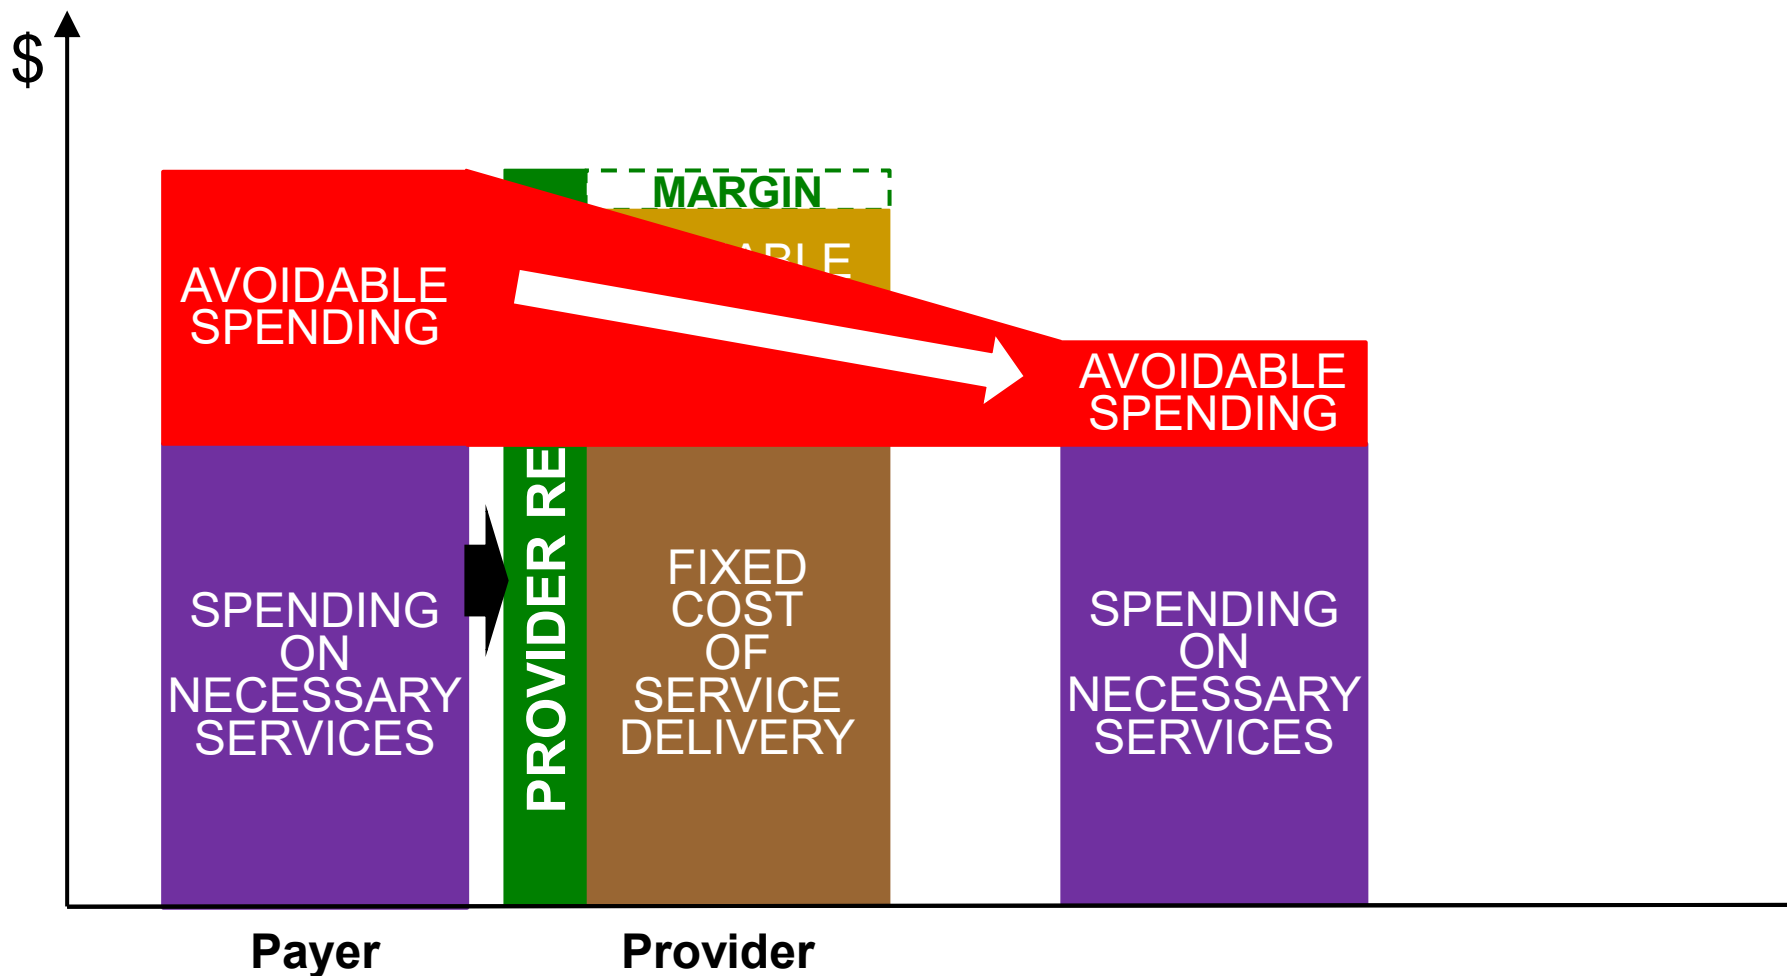 $
MARGIN
ABLE
AVOIDABLE
SPENDING
AVOIDABLE
SPENDING
PROVIDER RE
FIXED
COST
OF
SERVICE
DELIVERY
SPENDING
ON
NECESSARY
SERVICES
SPENDING
ON
NECESSARY
SERVICES
Payer
Provider